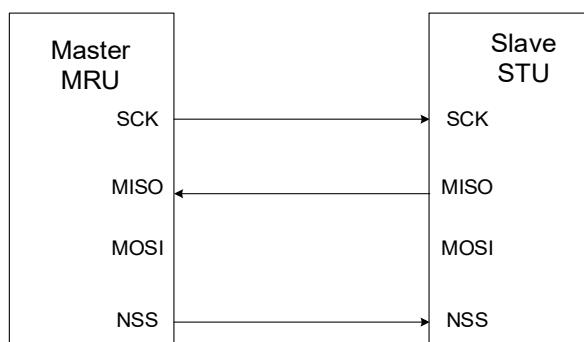 Master
MRU
Slave
STU
SCK
SCK
MISO
MISO
MOSI
MOSI
NSS
NSS